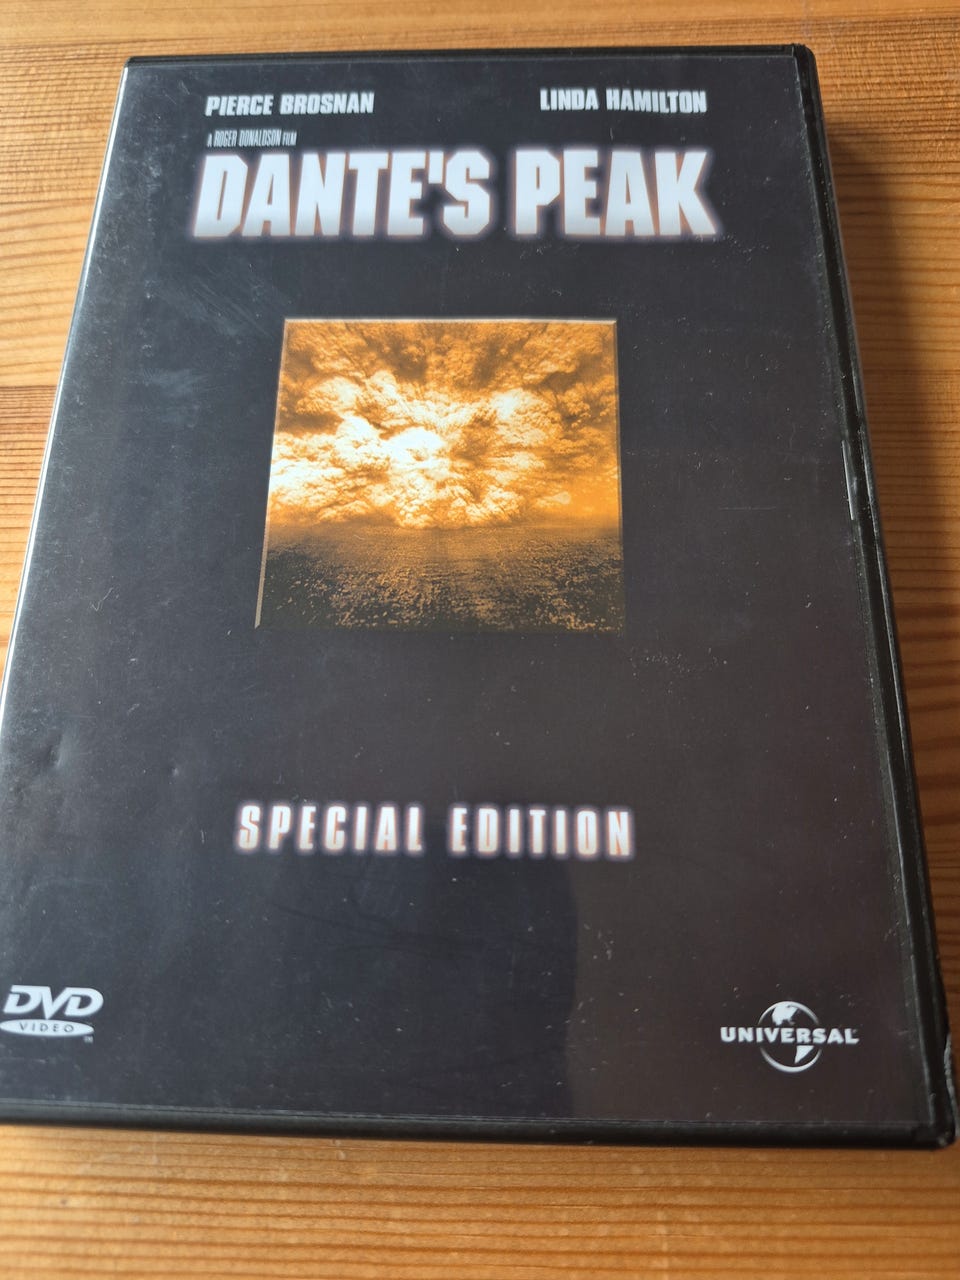 PIERCE BROSNAN LINDA HAMILTON
A ROGER DONALDSON FILM
DANTE'S PEAK
SPECIAL EDITION
DVD
VIDEO
UNIVERSAL